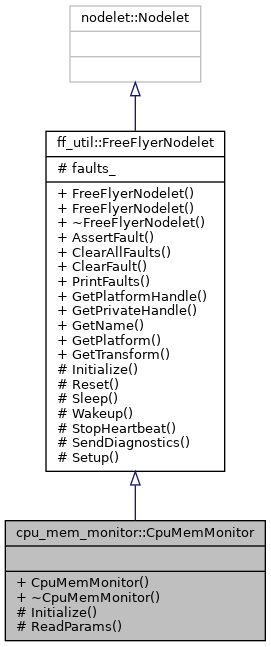 nodelet::Nodelet
ff_util::FreeFlyerNodelet
# faults_
+ FreeFlyerNodelet()
+ FreeFlyerNodelet()
+ ~FreeFlyerNodelet()
+ AssertFault()
+ ClearAllFaults()
+ ClearFault()
+ PrintFaults()
+ GetPlatformHandle()
+ GetPrivateHandle()
+ GetName()
+ GetPlatform()
+ GetTransform()
# Initialize()
# Reset()
# Sleep()
# Wakeup()
# StopHeartbeat()
# SendDiagnostics()
# Setup()
cpu_mem_monitor::CpuMemMonitor
+ CpuMemMonitor()
+ ~CpuMemMonitor()
# Initialize()
# ReadParams()